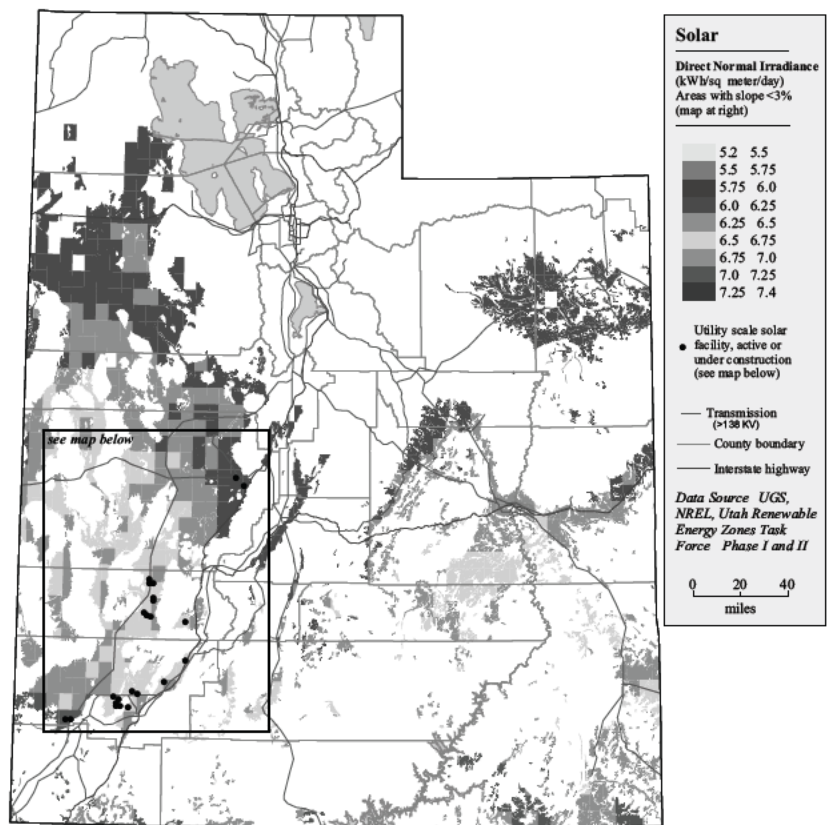 Solar
Direct Normal Irradiance
(kWh/sq meter/day)
Areas with slope <3%
(map at right)
5.2 5.5
5.5 5.75
5.75 6.0
6.0 6.25
6.25 6.5
6.5 6.75
6.75 7.0
7.0 7.25
7.25 7.4
Utility scale solar
facility, active or
under construction
(see map below)
Transmission
(>138 KV)
County boundary
Interstate highway
Data Source UGS,
NREL, Utah Renewable
Energy Zones Task
Force Phase I and II
0 20 40
miles
see map below